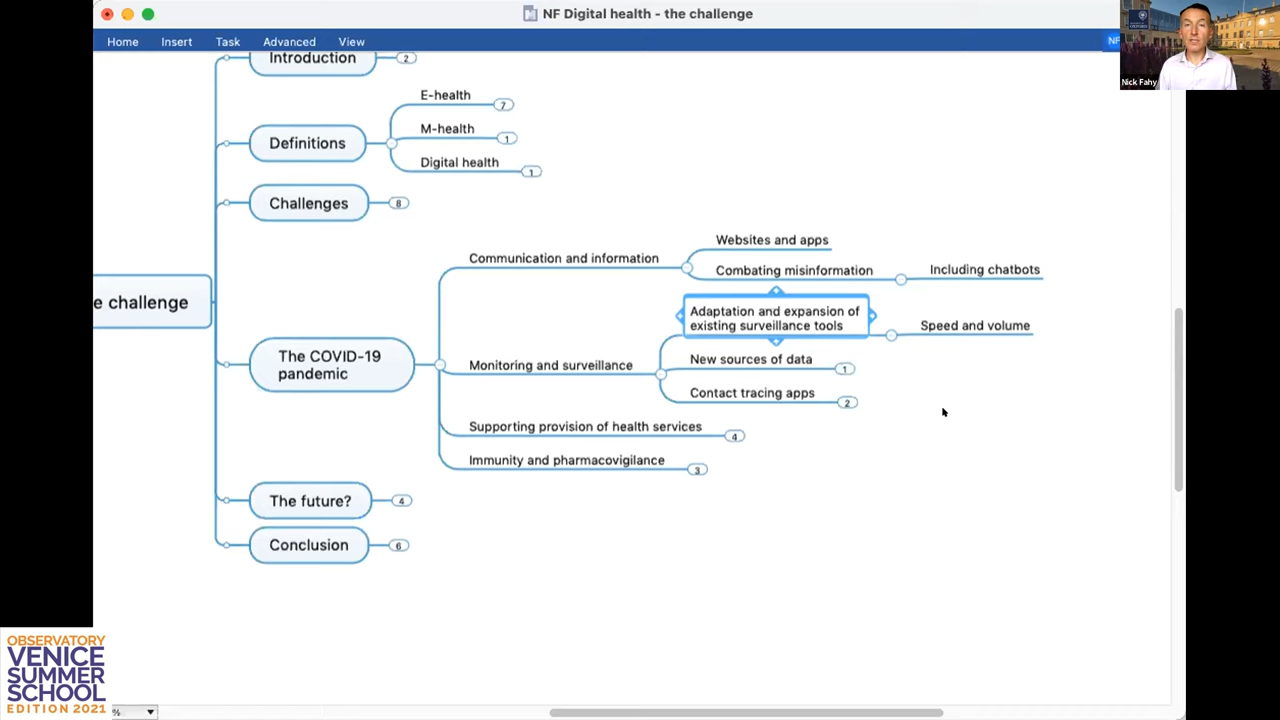 NF Digital health - the challenge
Home Insert Task Advanced View
NF
Nick Fahy
Introduction
2
Definitions
E-health
7
M-health
1
Digital health
1
Challenges
8
e challenge
The COVID-19
pandemic
Communication and information
Websites and apps
Combating misinformation
Including chatbots
Monitoring and surveillance
Adaptation and expansion of
existing surveillance tools
Speed and volume
New sources of data
1
Contact tracing apps
2
Supporting provision of health services
4
Immunity and pharmacovigilance
3
The future?
4
Conclusion
6
OBSERVATORY
VENICE
SUMMER
SCHOOL
EDITION 2021
%